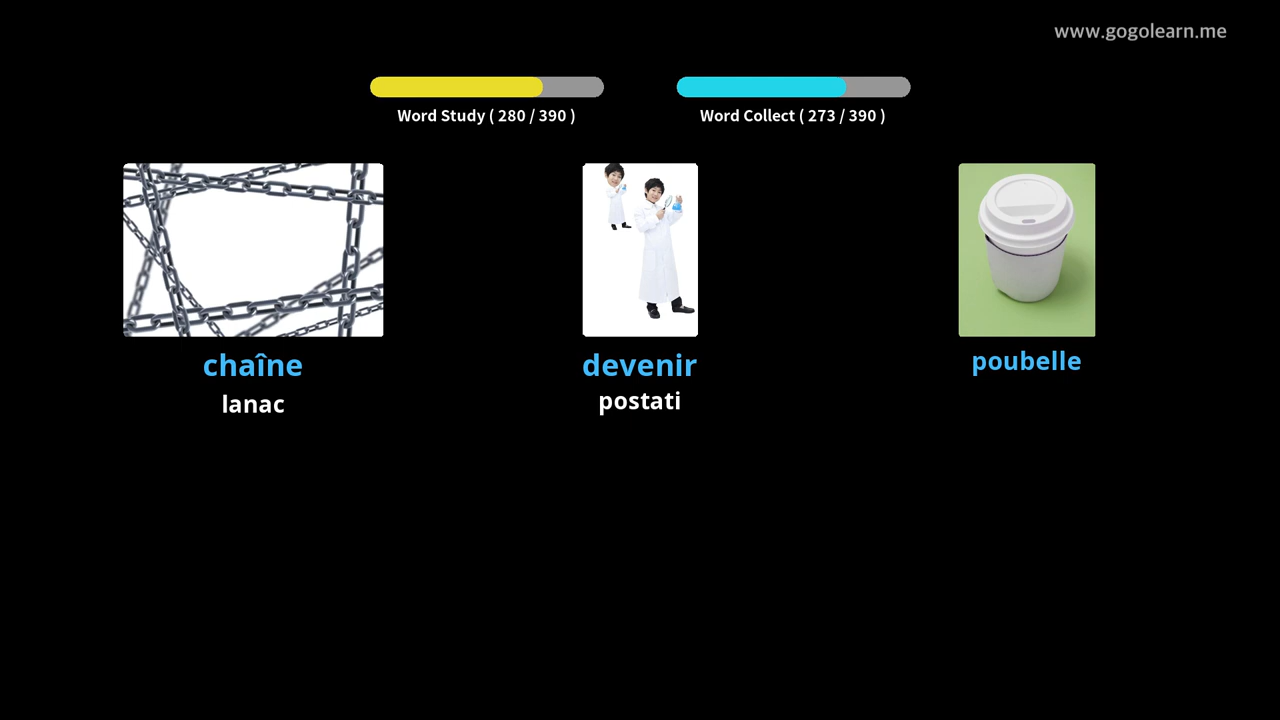 www.gogolearn.me
Word Study ( 280 / 390 )
Word Collect ( 273 / 390 )
chaîne
lanac
devenir
postati
poubelle